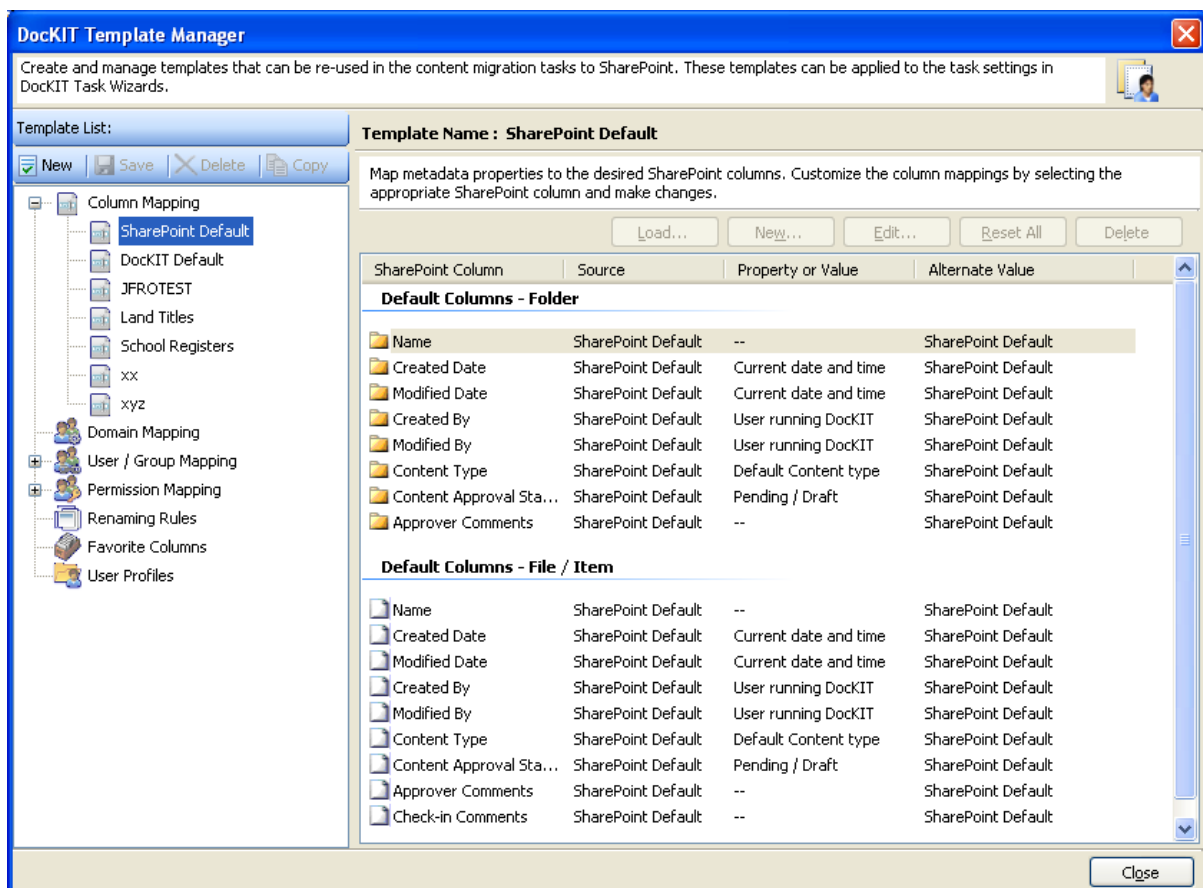 DocKIT Template Manager
Create and manage templates that can be re-used in the content migration tasks to SharePoint. These templates can be applied to the task settings in
DocKIT Task Wizards.
Template List:
New Save Delete Copy
Column Mapping
SharePoint Default
DocKIT Default
JFROTEST
Land Titles
School Registers
xx
xyz
Domain Mapping
User / Group Mapping
Permission Mapping
Renaming Rules
Favorite Columns
User Profiles
Template Name : SharePoint Default
Map metadata properties to the desired SharePoint columns. Customize the column mappings by selecting the
appropriate SharePoint column and make changes.
Load... New... Edit... Reset All Delete
SharePoint Column Source Property or Value Alternate Value
Default Columns - Folder
Name SharePoint Default -- SharePoint Default
Created Date SharePoint Default Current date and time SharePoint Default
Modified Date SharePoint Default Current date and time SharePoint Default
Created By SharePoint Default User running DocKIT SharePoint Default
Modified By SharePoint Default User running DocKIT SharePoint Default
Content Type SharePoint Default Default Content type SharePoint Default
Content Approval Sta... SharePoint Default Pending / Draft SharePoint Default
Approver Comments SharePoint Default -- SharePoint Default
Default Columns - File / Item
Name SharePoint Default -- SharePoint Default
Created Date SharePoint Default Current date and time SharePoint Default
Modified Date SharePoint Default Current date and time SharePoint Default
Created By SharePoint Default User running DocKIT SharePoint Default
Modified By SharePoint Default User running DocKIT SharePoint Default
Content Type SharePoint Default Default Content type SharePoint Default
Content Approval Sta... SharePoint Default Pending / Draft SharePoint Default
Approver Comments SharePoint Default -- SharePoint Default
Check-in Comments SharePoint Default -- SharePoint Default
Close